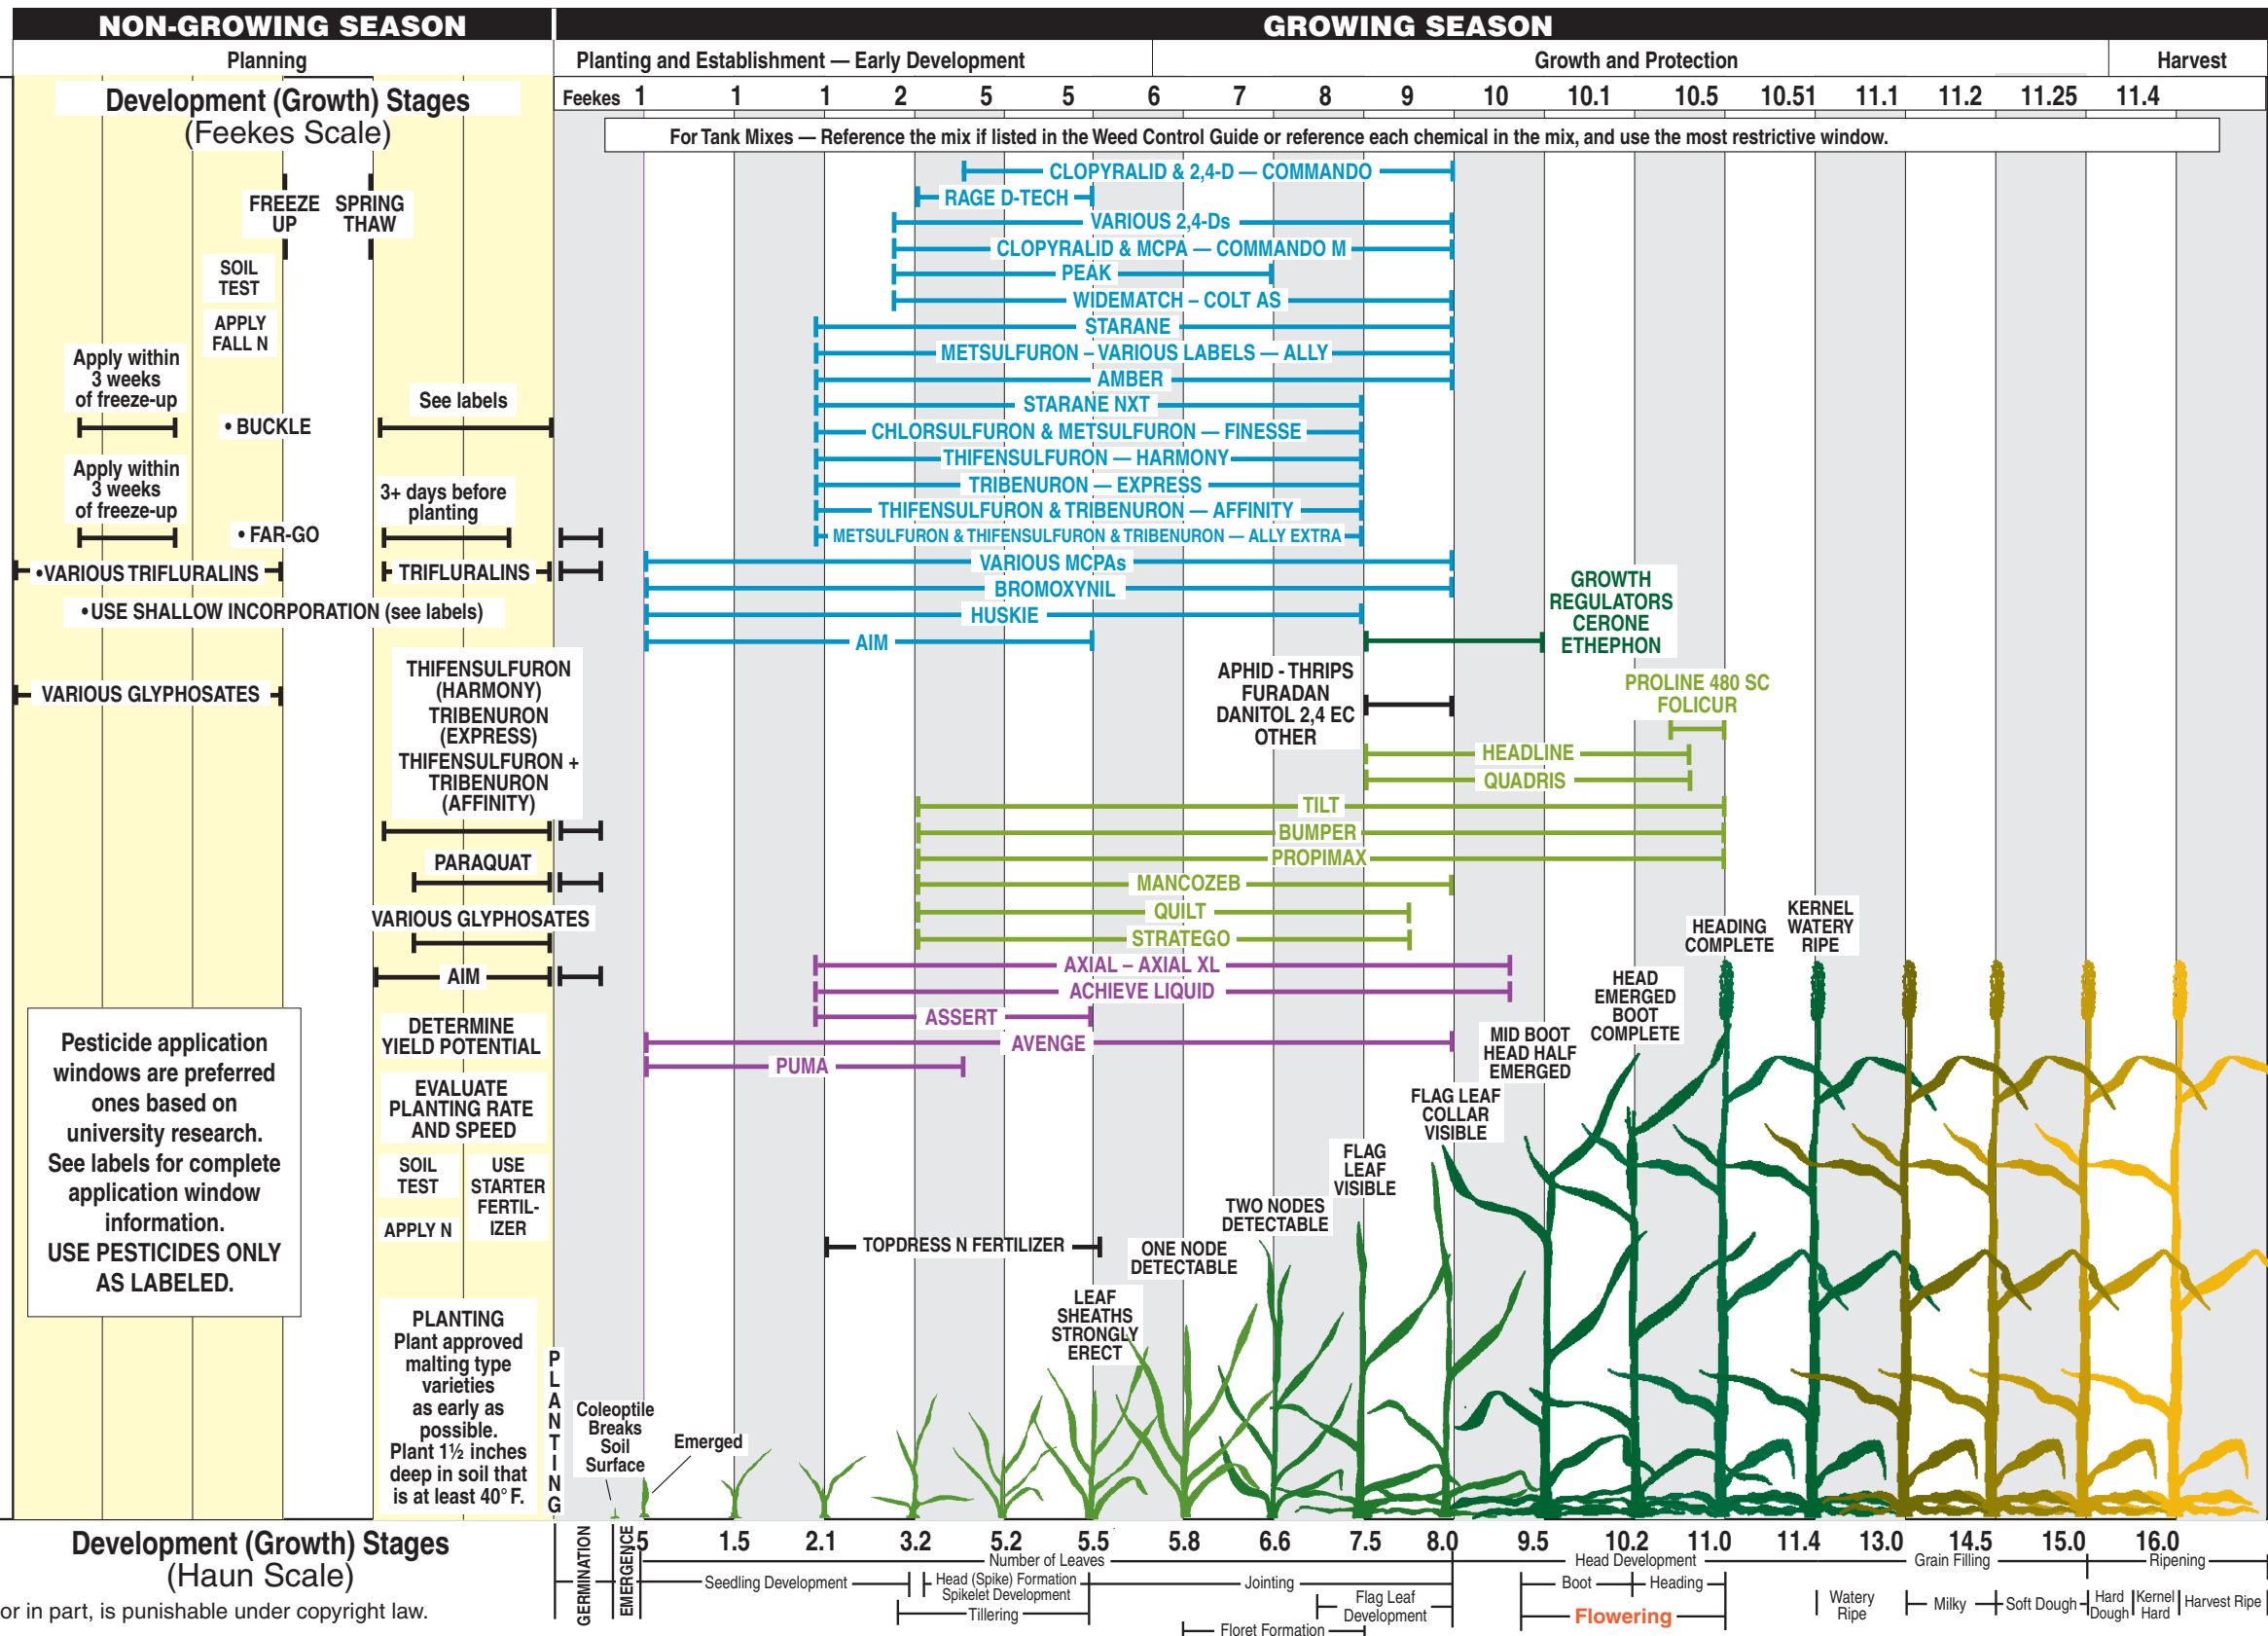 NON-GROWING SEASON
GROWING SEASON
Planning
Planting and Establishment — Early Development
Growth and Protection
Harvest
Development (Growth) Stages
(Feekes Scale)
Feekes 1 1 1 2 5 5 6 7 8 9 10 10.1 10.5 10.51 11.1 11.2 11.25 11.4
For Tank Mixes — Reference the mix if listed in the Weed Control Guide or reference each chemical in the mix, and use the most restrictive window.
FREEZE
UP
SPRING
THAW
SOIL
TEST
APPLY
FALL N
Apply within
3 weeks
of freeze-up
• BUCKLE
See labels
Apply within
3 weeks
of freeze-up
• FAR-GO
3+ days before
planting
•VARIOUS TRIFLURALINS
TRIFLURALINS
•USE SHALLOW INCORPORATION (see labels)
VARIOUS GLYPHOSATES
THIFENSULFURON
(HARMONY)
TRIBENURON
(EXPRESS)
THIFENSULFURON +
TRIBENURON
(AFFINITY)
PARAQUAT
VARIOUS GLYPHOSATES
AIM
DETERMINE
YIELD POTENTIAL
EVALUATE
PLANTING RATE
AND SPEED
SOIL
TEST
APPLY N
USE
STARTER
FERTIL-
IZER
PLANTING
Plant approved
malting type
varieties
as early as
possible.
Plant 1½ inches
deep in soil that
is at least 40° F.
Pesticide application
windows are preferred
ones based on
university research.
See labels for complete
application window
information.
USE PESTICIDES ONLY
AS LABELED.
CLOPYRALID & 2,4-D — COMMANDO
RAGE D-TECH
VARIOUS 2,4-Ds
CLOPYRALID & MCPA — COMMANDO M
PEAK
WIDEMATCH – COLT AS
STARANE
METSULFURON – VARIOUS LABELS — ALLY
AMBER
STARANE NXT
CHLORSULFURON & METSULFURON — FINESSE
THIFENSULFURON — HARMONY
TRIBENURON — EXPRESS
THIFENSULFURON & TRIBENURON — AFFINITY
METSULFURON & THIFENSULFURON & TRIBENURON — ALLY EXTRA
VARIOUS MCPAs
BROMOXYNIL
HUSKIE
AIM
GROWTH
REGULATORS
CERONE
ETHEPHON
APHID - THRIPS
FURADAN
DANITOL 2,4 EC
OTHER
PROLINE 480 SC
FOLICUR
HEADLINE
QUADRIS
TILT
BUMPER
PROPIMAX
MANCOZEB
QUILT
STRATEGO
AXIAL – AXIAL XL
ACHIEVE LIQUID
ASSERT
AVENGE
PUMA
TOPDRESS N FERTILIZER
PLANTING
Coleoptile
Breaks
Soil
Surface
Emerged
LEAF
SHEATHS
STRONGLY
ERECT
ONE NODE
DETECTABLE
TWO NODES
DETECTABLE
FLAG
LEAF
VISIBLE
FLAG LEAF
COLLAR
VISIBLE
MID BOOT
HEAD HALF
EMERGED
HEAD
EMERGED
BOOT
COMPLETE
HEADING
COMPLETE
KERNEL
WATERY
RIPE
Development (Growth) Stages
(Haun Scale)
or in part, is punishable under copyright law.
GERMINATION
EMERGENCE
.5 1.5 2.1 3.2 5.2 5.5 5.8 6.6 7.5 8.0 9.5 10.2 11.0 11.4 13.0 14.5 15.0 16.0
Number of Leaves
Head Development
Grain Filling
Ripening
Seedling Development
Head (Spike) Formation
Spikelet Development
Tillering
Jointing
Flag Leaf
Development
Floret Formation
Boot
Heading
Flowering
Watery
Ripe
Milky
Soft Dough
Hard
Dough
Kernel
Hard
Harvest Ripe